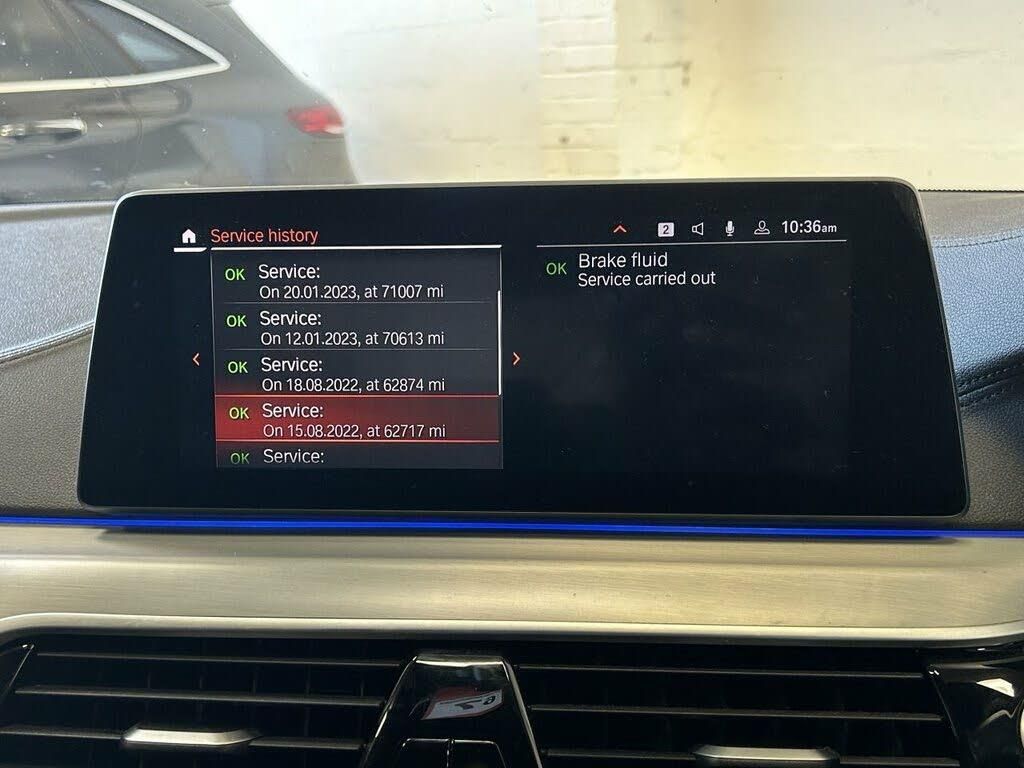 Service history
2
10:36am
OK Service:
On 20.01.2023, at 71007 mi
OK Service:
On 12.01.2023, at 70613 mi
OK Service:
On 18.08.2022, at 62874 mi
OK Service:
On 15.08.2022, at 62717 mi
OK Service:
OK Brake fluid
Service carried out